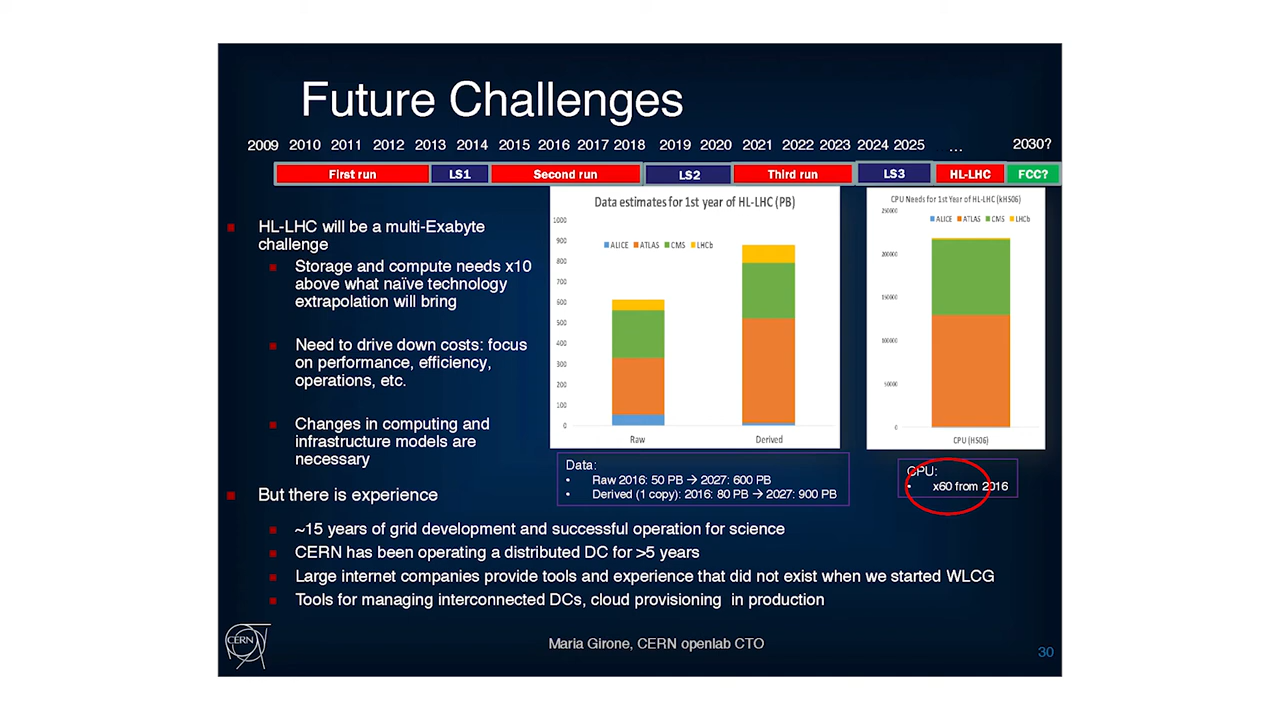 Future Challenges
2009 2010 2011 2012 2013 2014 2015 2016 2017 2018 2019 2020 2021 2022 2023 2024 2025 … 2030?
First run LS1 Second run LS2 Third run LS3 HL-LHC FCC?
HL-LHC will be a multi-Exabyte
challenge
Storage and compute needs x10
above what naïve technology
extrapolation will bring
Need to drive down costs: focus
on performance, efficiency,
operations, etc.
Changes in computing and
infrastructure models are
necessary
Data estimates for 1st year of HL-LHC (PB)
1000
900
ALICE ATLAS CMS LHCb
800
700
600
500
400
300
200
100
0
Raw Derived
CPU Needs for 1st Year of HL-LHC (kHS06)
250000
ALICE ATLAS CMS LHCb
200000
150000
100000
50000
0
CPU (HS06)
Data:
• Raw 2016: 50 PB → 2027: 600 PB
• Derived (1 copy): 2016: 80 PB → 2027: 900 PB
CPU:
• x60 from 2016
But there is experience
~15 years of grid development and successful operation for science
CERN has been operating a distributed DC for >5 years
Large internet companies provide tools and experience that did not exist when we started WLCG
Tools for managing interconnected DCs, cloud provisioning in production
CERN
Maria Girone, CERN openlab CTO
30